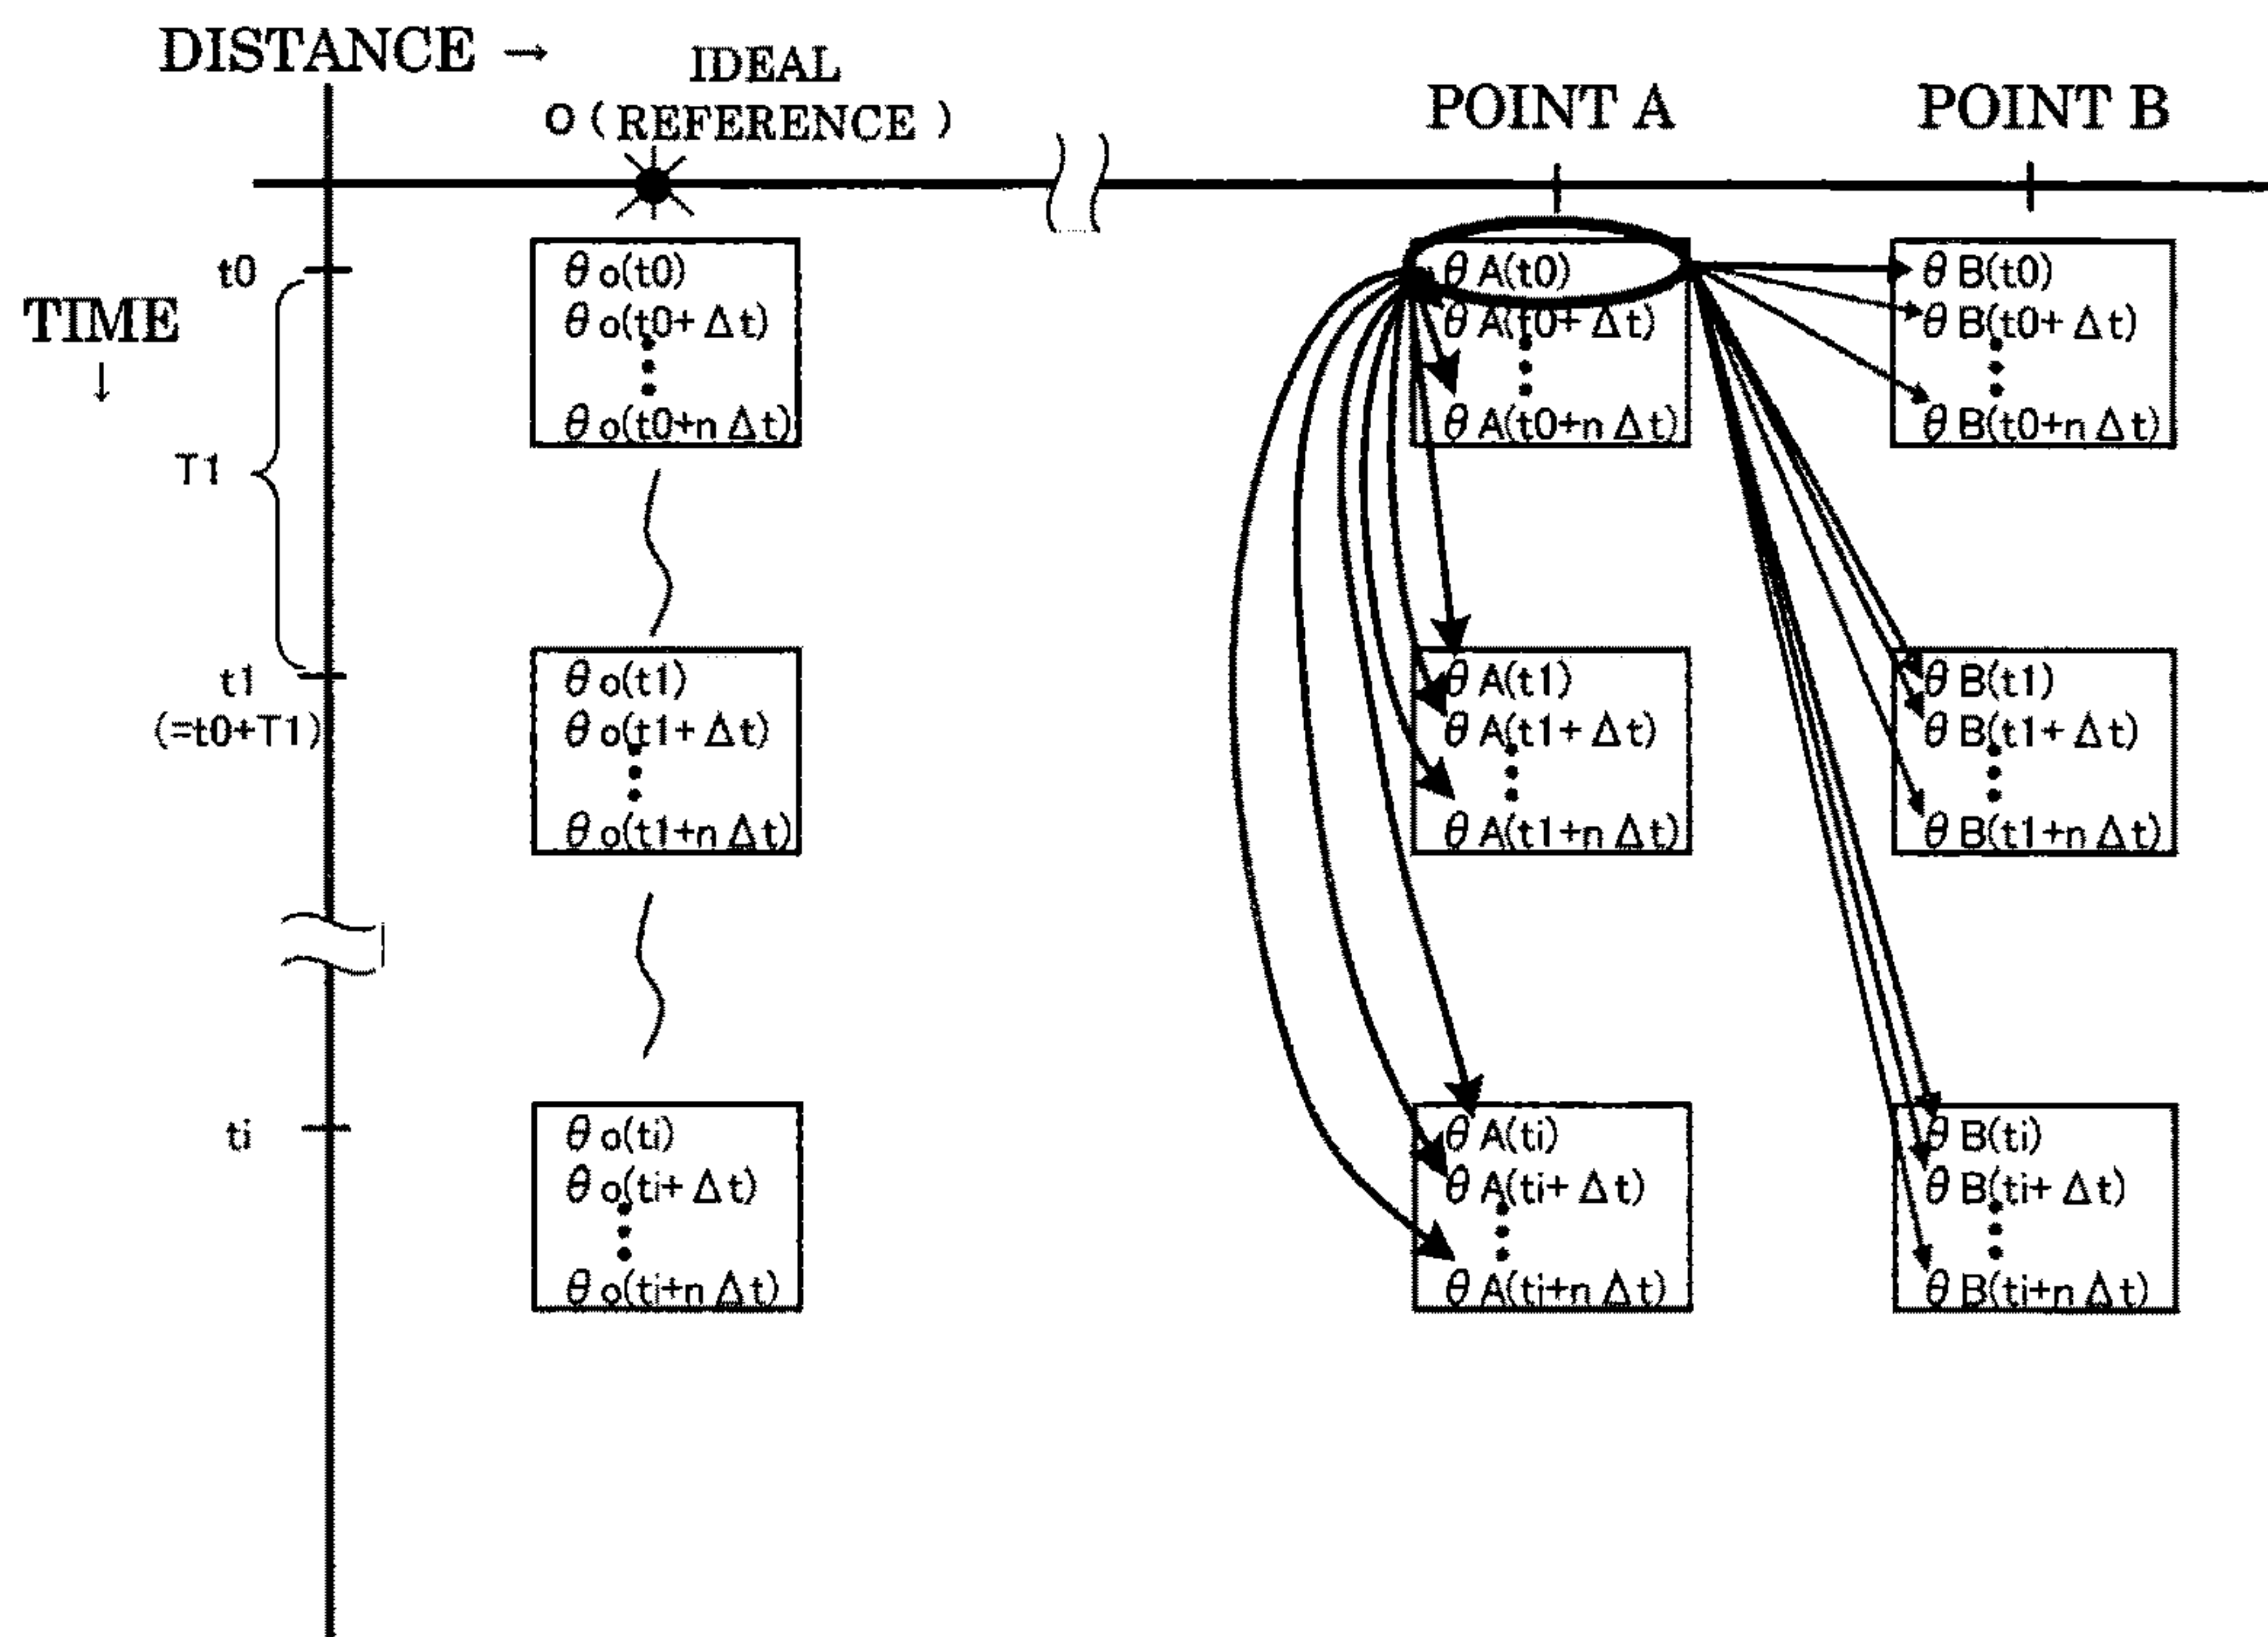 DISTANCE →
IDEAL
O ( REFERENCE )
POINT A
POINT B
TIME
↓
t0
T1
t1
(=t0+T1)
ti
θ o(t0)
θ o(t0+ Δt)
θ o(t0+n Δt)
θ A(t0)
θ A(t0+ Δt)
θ A(t0+n Δt)
θ B(t0)
θ B(t0+ Δt)
θ B(t0+n Δt)
θ o(t1)
θ o(t1+ Δt)
θ o(t1+n Δt)
θ A(t1)
θ A(t1+ Δt)
θ A(t1+n Δt)
θ B(t1)
θ B(t1+ Δt)
θ B(t1+n Δt)
θ o(ti)
θ o(ti+ Δt)
θ o(ti+n Δt)
θ A(ti)
θ A(ti+ Δt)
θ A(ti+n Δt)
θ B(ti)
θ B(ti+ Δt)
θ B(ti+n Δt)